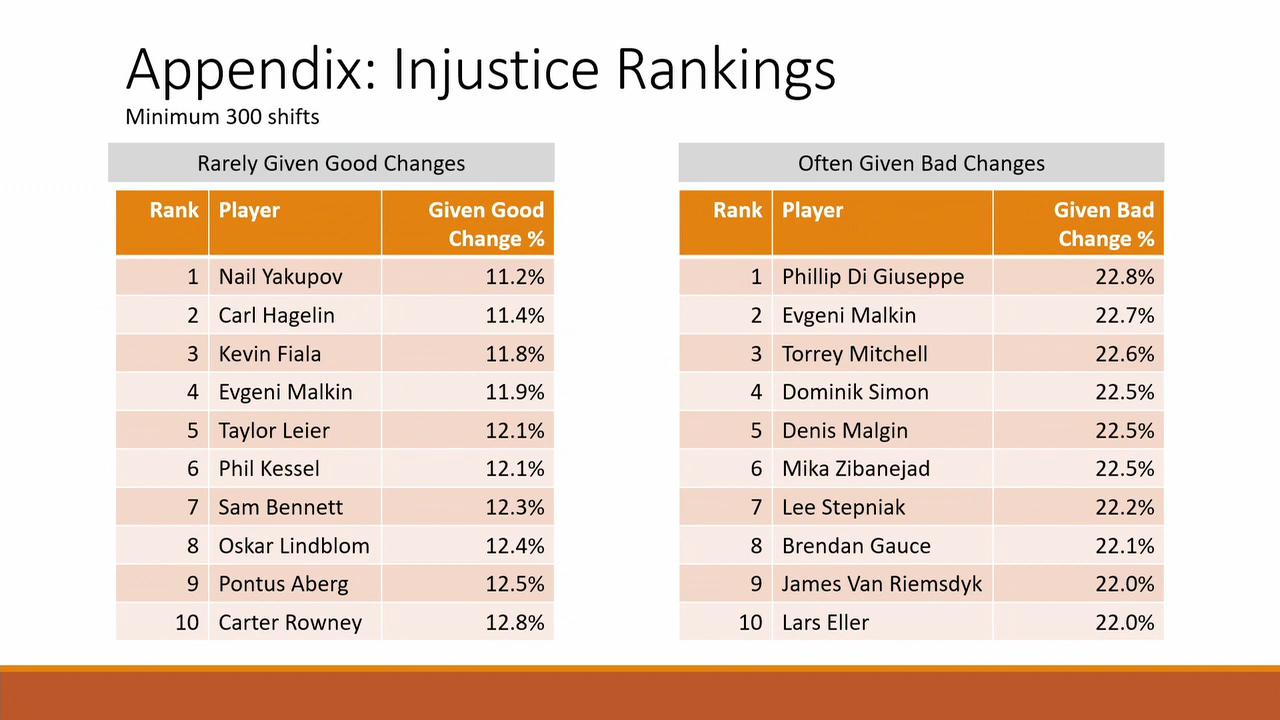 Appendix: Injustice Rankings
Minimum 300 shifts
Rarely Given Good Changes
Rank Player Given Good Change %
1 Nail Yakupov 11.2%
2 Carl Hagelin 11.4%
3 Kevin Fiala 11.8%
4 Evgeni Malkin 11.9%
5 Taylor Leier 12.1%
6 Phil Kessel 12.1%
7 Sam Bennett 12.3%
8 Oskar Lindblom 12.4%
9 Pontus Aberg 12.5%
10 Carter Rowney 12.8%
Often Given Bad Changes
Rank Player Given Bad Change %
1 Phillip Di Giuseppe 22.8%
2 Evgeni Malkin 22.7%
3 Torrey Mitchell 22.6%
4 Dominik Simon 22.5%
5 Denis Malgin 22.5%
6 Mika Zibanejad 22.5%
7 Lee Stepniak 22.2%
8 Brendan Gauce 22.1%
9 James Van Riemsdyk 22.0%
10 Lars Eller 22.0%